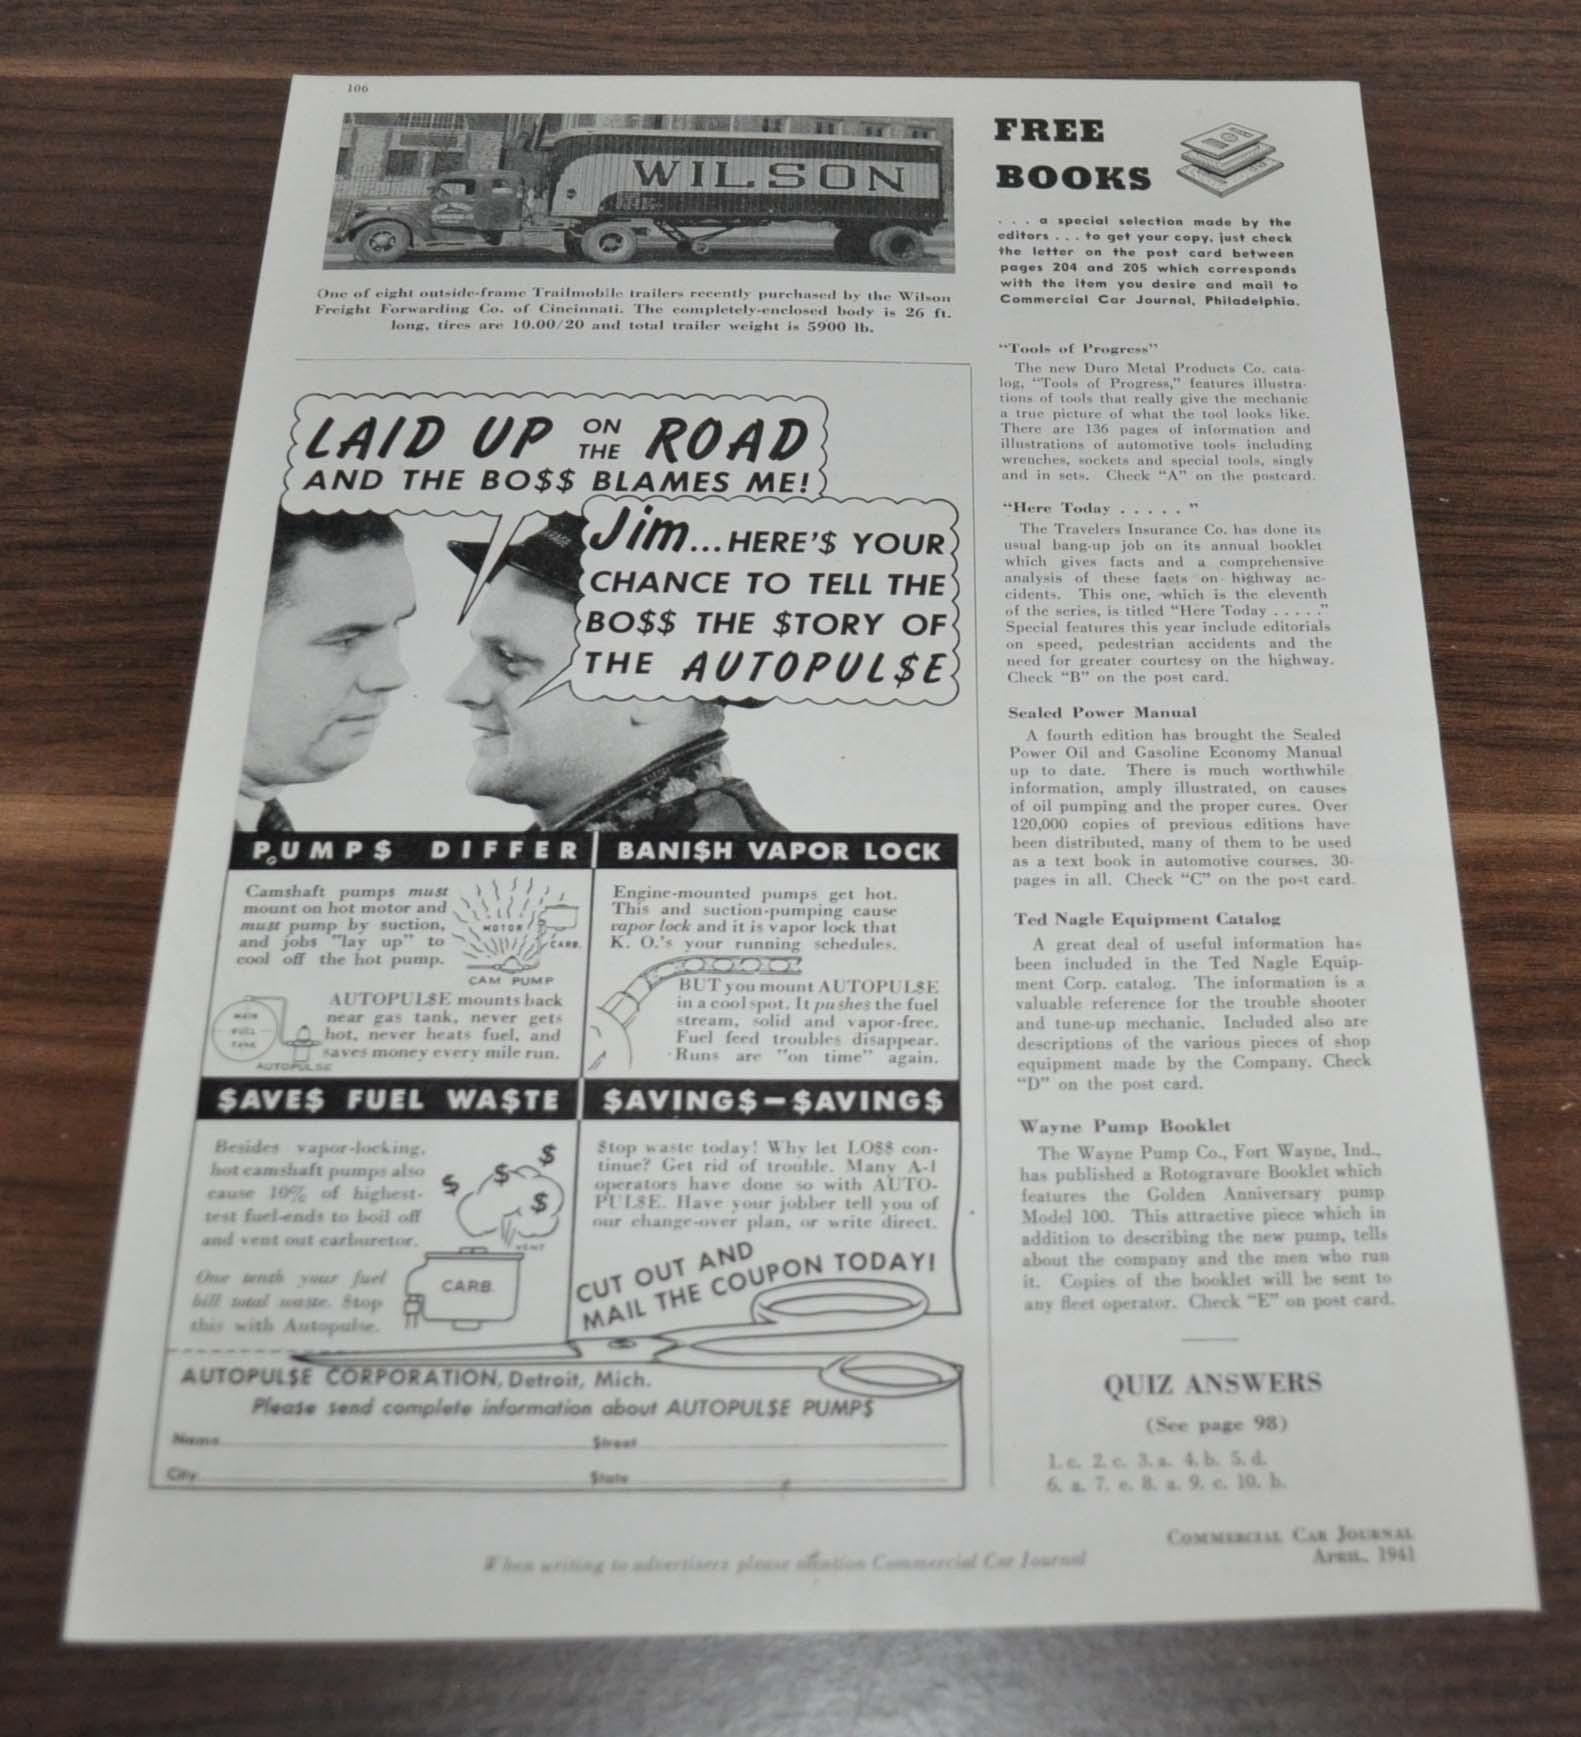 106
WILSON
One of eight outside-frame Trailmobile trailers recently purchased by the Wilson
Freight Forwarding Co. of Cincinnati. The completely-enclosed body is 26 ft.
long, tires are 10.00/20 and total trailer weight is 5900 lb.
LAID UP ON THE ROAD
AND THE BO$$ BLAMES ME!
Jim...HERE'$ YOUR
CHANCE TO TELL THE
BO$$ THE $TORY OF
THE AUTOPUL$E
PUMP$ DIFFER
Camshaft pumps must
mount on hot motor and
must pump by suction,
and jobs "lay up" to
cool off the hot pump.
MOTOR
CARB.
CAM PUMP
AUTOPUL$E mounts back
near gas tank, never gets
hot, never heats fuel, and
saves money every mile run.
MAIN
FUEL
TANK
AUTOPULSE
BANI$H VAPOR LOCK
Engine-mounted pumps get hot.
This and suction-pumping cause
vapor lock and it is vapor lock that
K. O.'s your running schedules.
BUT you mount AUTOPUL$E
in a cool spot. It pushes the fuel
stream, solid and vapor-free.
Fuel feed troubles disappear.
Runs are "on time" again.
$AVE$ FUEL WA$TE
Besides vapor-locking,
hot camshaft pumps also
cause 10% of highest-
test fuel-ends to boil off
and vent out carburetor.
One tenth your fuel
bill total waste. Stop
this with Autopulse.
$ $ $ $
VENT
CARB.
$AVING$—$AVING$
$top waste today! Why let LO$$ con-
tinue? Get rid of trouble. Many A-1
operators have done so with AUTO-
PUL$E. Have your jobber tell you of
our change-over plan, or write direct.
CUT OUT AND
MAIL THE COUPON TODAY!
AUTOPUL$E CORPORATION, Detroit, Mich.
Please send complete information about AUTOPUL$E PUMP$
Name Street
City State
FREE
BOOKS
. . . a special selection made by the
editors . . . to get your copy, just check
the letter on the post card between
pages 204 and 205 which corresponds
with the item you desire and mail to
Commercial Car Journal, Philadelphia.
"Tools of Progress"
The new Duro Metal Products Co. cata-
log, "Tools of Progress," features illustra-
tions of tools that really give the mechanic
a true picture of what the tool looks like.
There are 136 pages of information and
illustrations of automotive tools including
wrenches, sockets and special tools, singly
and in sets. Check "A" on the postcard.
"Here Today . . . . . "
The Travelers Insurance Co. has done its
usual bang-up job on its annual booklet
which gives facts and a comprehensive
analysis of these facts on highway ac-
cidents. This one, which is the eleventh
of the series, is titled "Here Today . . . . ."
Special features this year include editorials
on speed, pedestrian accidents and the
need for greater courtesy on the highway.
Check "B" on the post card.
Sealed Power Manual
A fourth edition has brought the Sealed
Power Oil and Gasoline Economy Manual
up to date. There is much worthwhile
information, amply illustrated, on causes
of oil pumping and the proper cures. Over
120,000 copies of previous editions have
been distributed, many of them to be used
as a text book in automotive courses. 30-
pages in all. Check "C" on the post card.
Ted Nagle Equipment Catalog
A great deal of useful information has
been included in the Ted Nagle Equip-
ment Corp. catalog. The information is a
valuable reference for the trouble shooter
and tune-up mechanic. Included also are
descriptions of the various pieces of shop
equipment made by the Company. Check
"D" on the post card.
Wayne Pump Booklet
The Wayne Pump Co., Fort Wayne, Ind.,
has published a Rotogravure Booklet which
features the Golden Anniversary pump
Model 100. This attractive piece which in
addition to describing the new pump, tells
about the company and the men who run
it. Copies of the booklet will be sent to
any fleet operator. Check "E" on post card.
QUIZ ANSWERS
(See page 98)
1. c. 2. c. 3. a. 4. b. 5. d.
6. a. 7. e. 8. a. 9. c. 10. b.
When writing to advertisers please mention Commercial Car Journal
COMMERCIAL CAR JOURNAL
APRIL, 1941